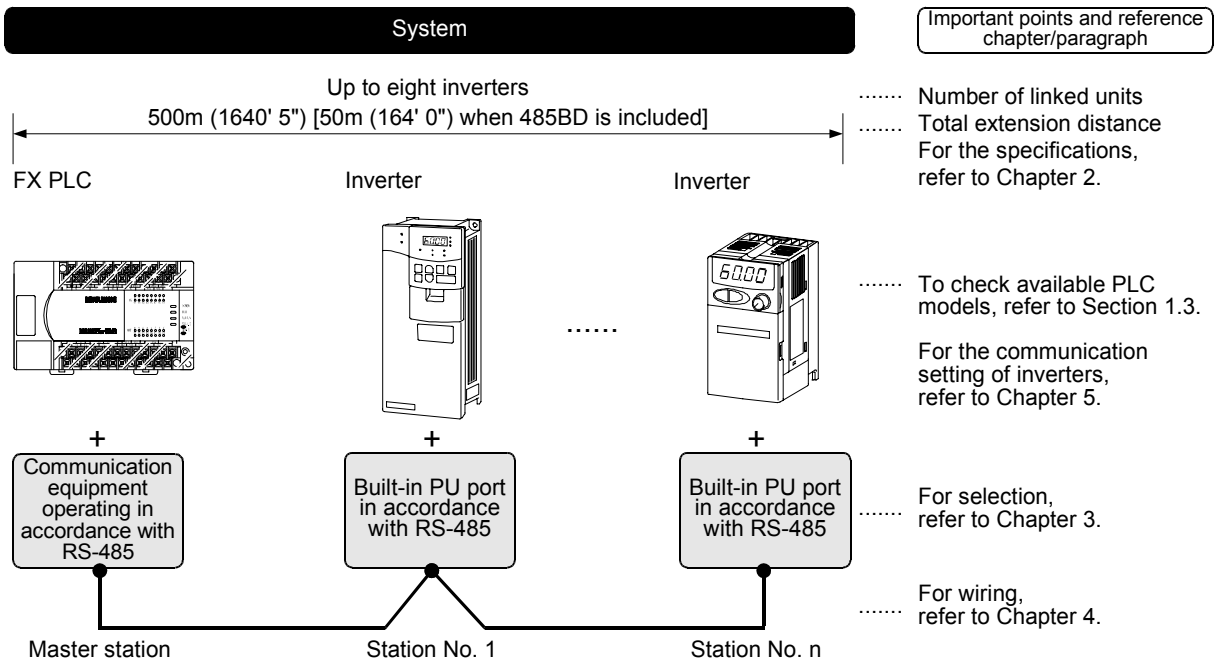 System
Important points and reference
chapter/paragraph
Up to eight inverters
500m (1640' 5") [50m (164' 0") when 485BD is included]
....... Number of linked units
....... Total extension distance
For the specifications,
refer to Chapter 2.
FX PLC
Inverter
Inverter
60.00
......
....... To check available PLC
models, refer to Section 1.3.
For the communication
setting of inverters,
refer to Chapter 5.
+
+
+
Communication
equipment
operating in
accordance with
RS-485
Built-in PU port
in accordance
with RS-485
Built-in PU port
in accordance
with RS-485
....... For selection,
refer to Chapter 3.
....... For wiring,
refer to Chapter 4.
Master station
Station No. 1
Station No. n